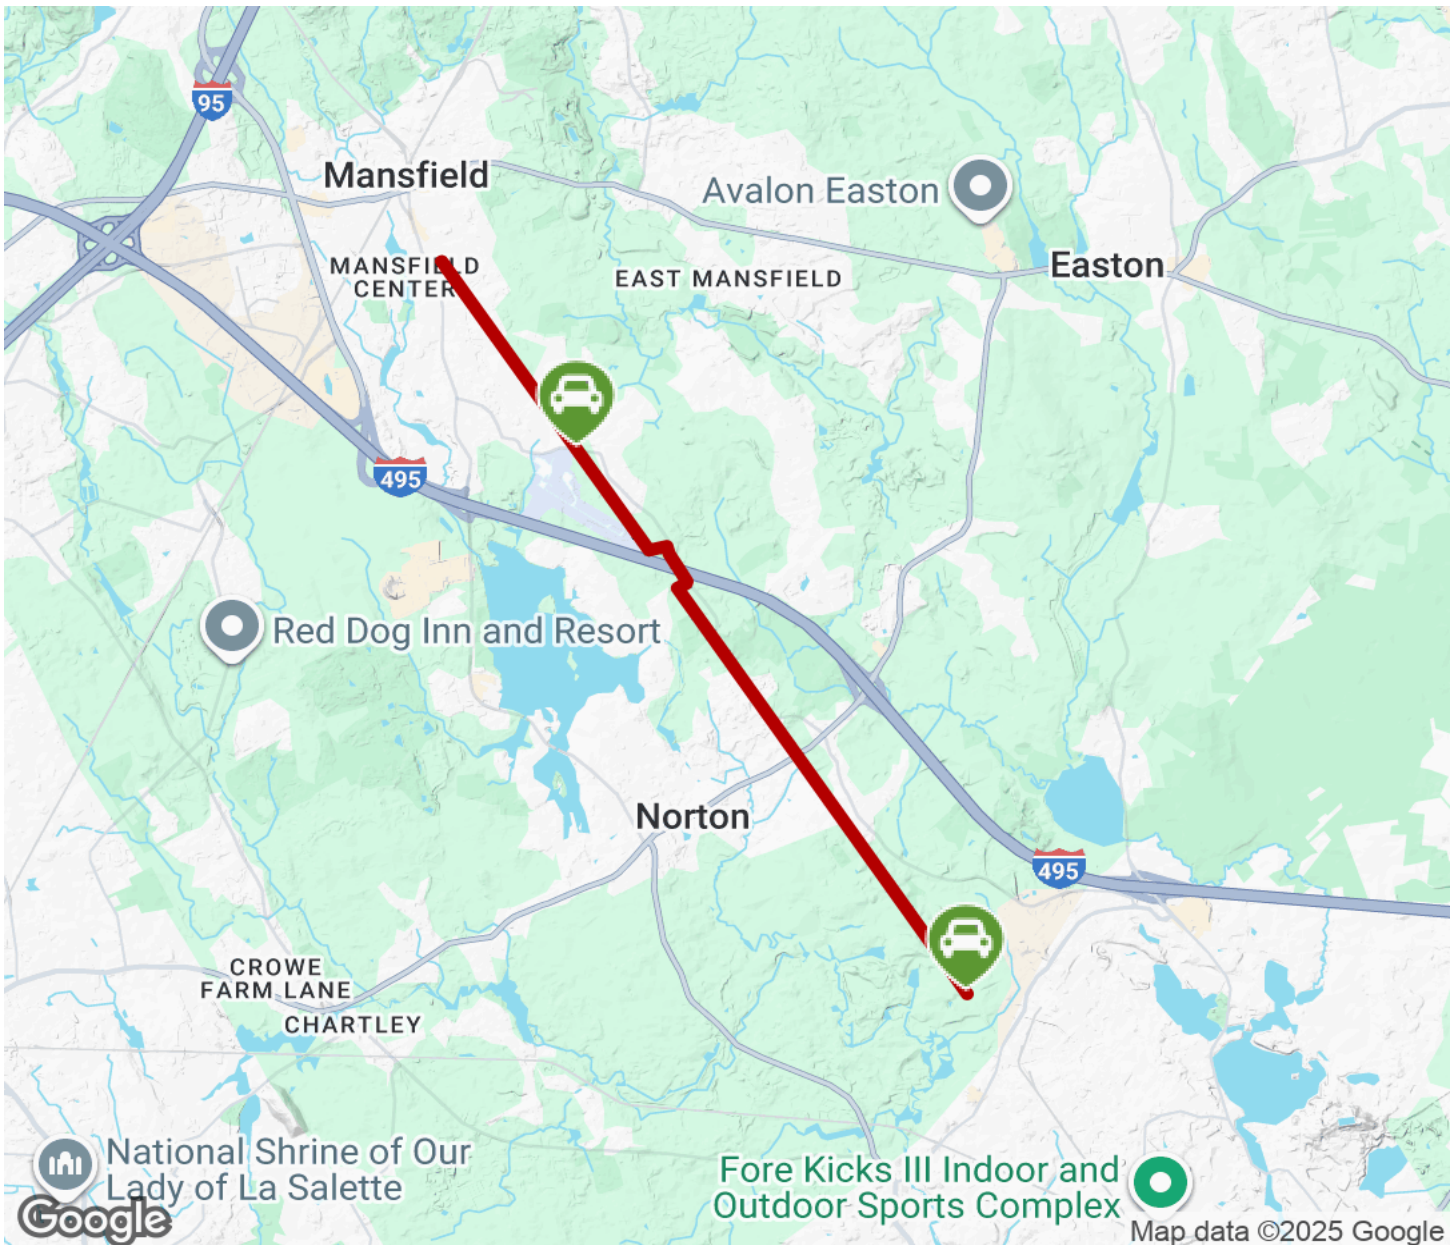 95
Mansfield
Avalon Easton
MANSFIELD
CENTER
EAST MANSFIELD
Easton
495
Red Dog Inn and Resort
Norton
495
CROWE
FARM LANE
CHARTLEY
National Shrine of Our
Lady of La Salette
Fore Kicks III Indoor and
Outdoor Sports Complex
Google
Map data ©2025 Google